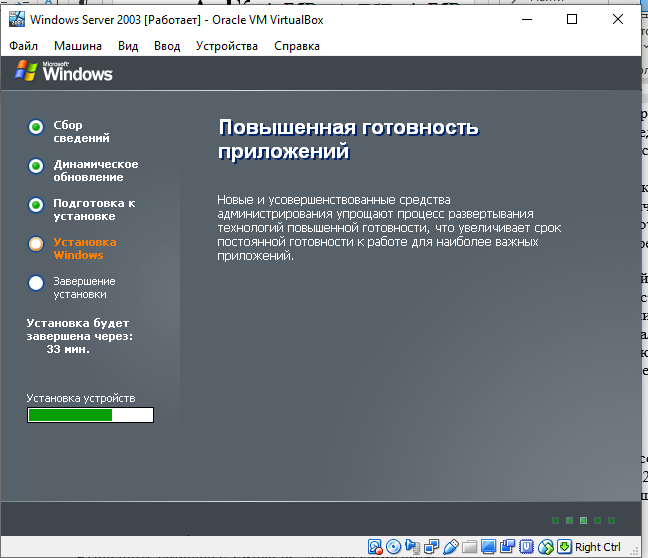 Windows Server 2003 [Работает] - Oracle VM VirtualBox
Файл Машина Вид Ввод Устройства Справка
Microsoft
Windows
Сбор
сведений
Динамическое
обновление
Подготовка к
установке
Установка
Windows
Завершение
установки
Установка будет
завершена через:
33 мин.
Установка устройств
Повышенная готовность
приложений
Новые и усовершенствованные средства
администрирования упрощают процесс развертывания
технологий повышенной готовности, что увеличивает срок
постоянной готовности к работе для наиболее важных
приложений.
Right Ctrl